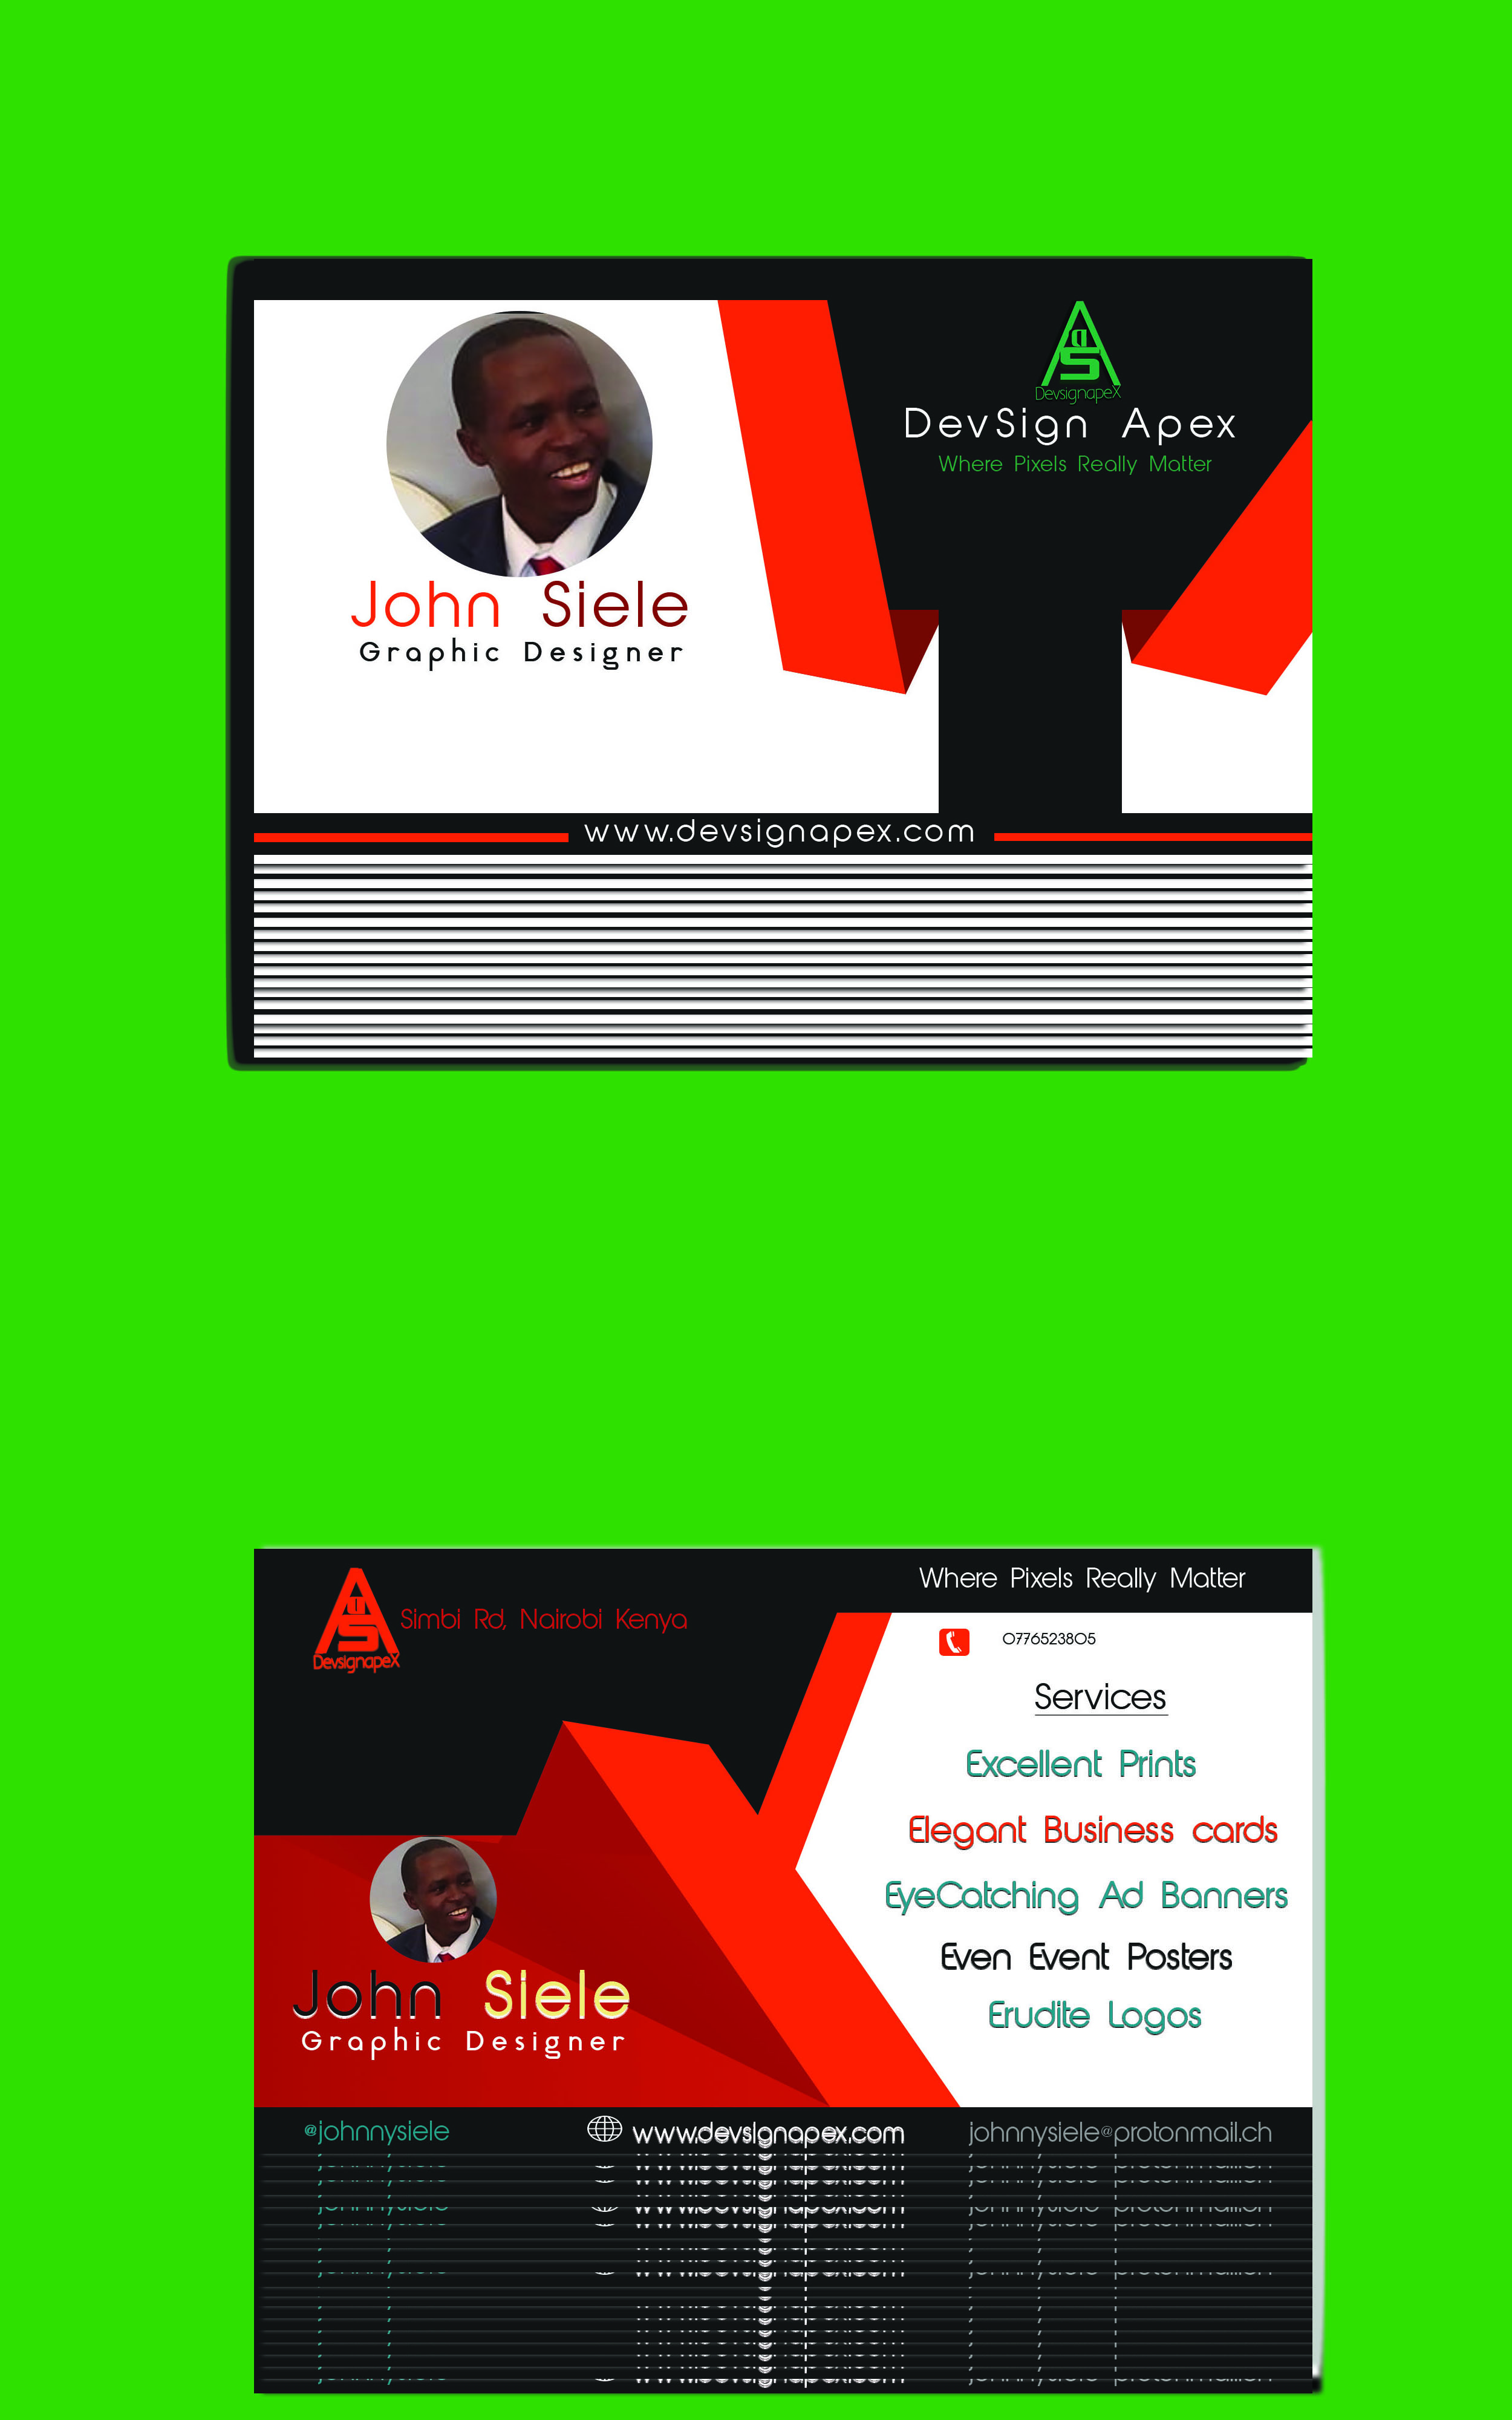 DevsignapeX
DevSign Apex
Where Pixels Really Matter
John Siele
Graphic Designer
www.devsignapex.com
Where Pixels Really Matter
Simbi Rd, Nairobi Kenya
DevsignapeX
0776523805
Services
Excellent Prints
Elegant Business cards
EyeCatching Ad Banners
Even Event Posters
Erudite Logos
John Siele
Graphic Designer
@johnnysiele www.devsignapex.com johnnysiele@protonmail.ch